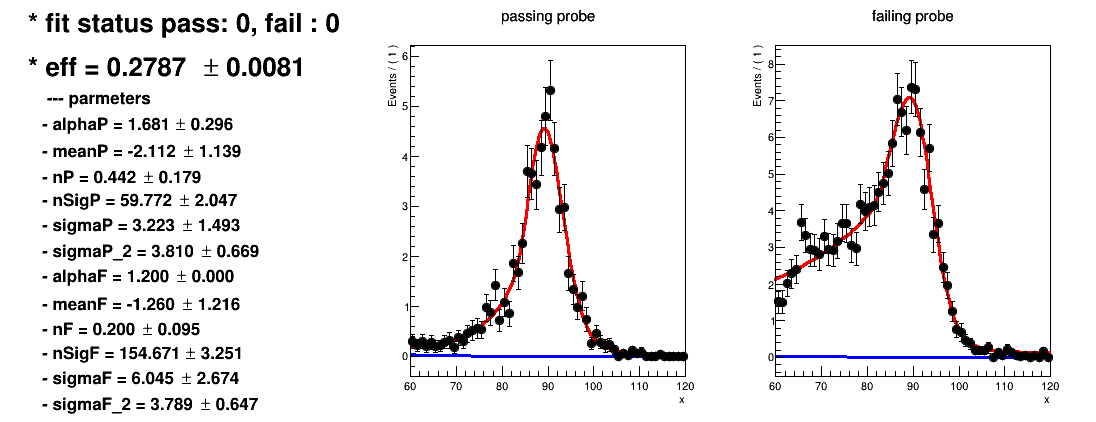 * fit status pass: 0, fail : 0
* eff = 0.2787 ± 0.0081
--- parmeters
- alphaP = 1.681 ± 0.296
- meanP = -2.112 ± 1.139
- nP = 0.442 ± 0.179
- nSigP = 59.772 ± 2.047
- sigmaP = 3.223 ± 1.493
- sigmaP_2 = 3.810 ± 0.669
- alphaF = 1.200 ± 0.000
- meanF = -1.260 ± 1.216
- nF = 0.200 ± 0.095
- nSigF = 154.671 ± 3.251
- sigmaF = 6.045 ± 2.674
- sigmaF_2 = 3.789 ± 0.647
passing probe
Events / ( 1 )
6
5
4
3
2
1
0
60 70 80 90 100 110 120
x
failing probe
Events / ( 1 )
8
7
6
5
4
3
2
1
0
60 70 80 90 100 110 120
x